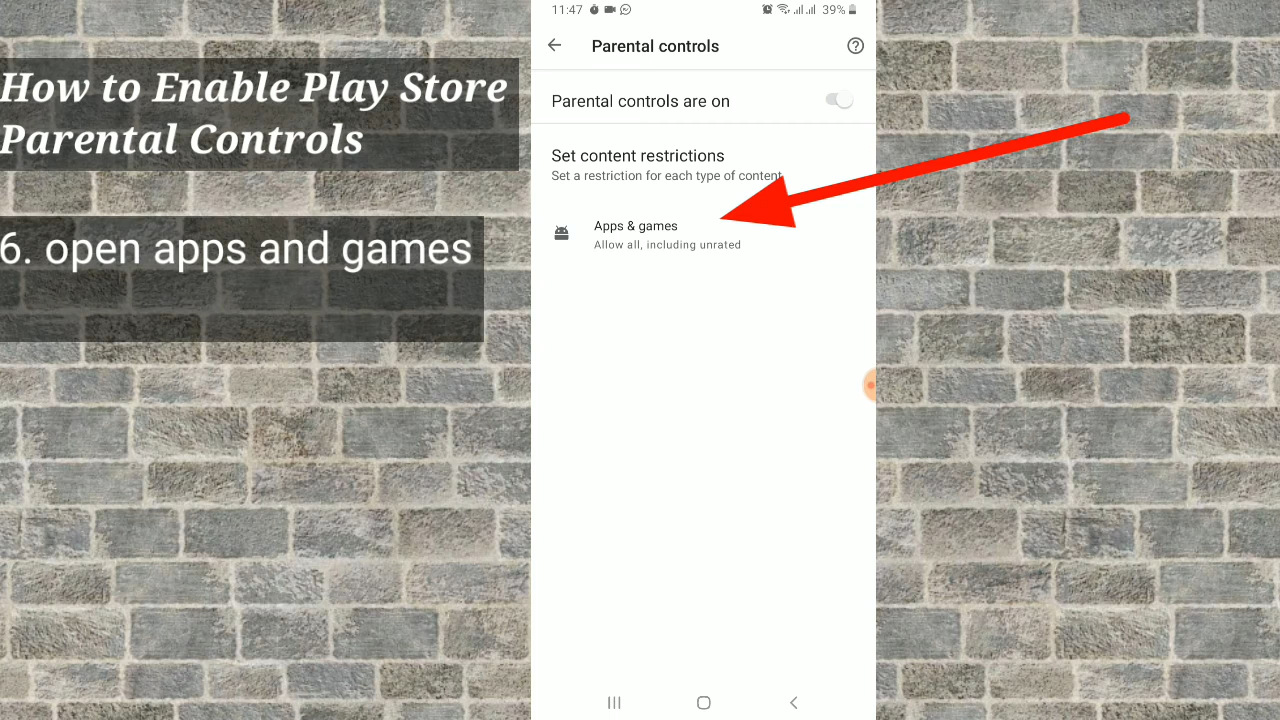 How to Enable Play Store
Parental Controls
6. open apps and games
11:47
39%
Parental controls
Parental controls are on
Set content restrictions
Set a restriction for each type of content
Apps & games
Allow all, including unrated